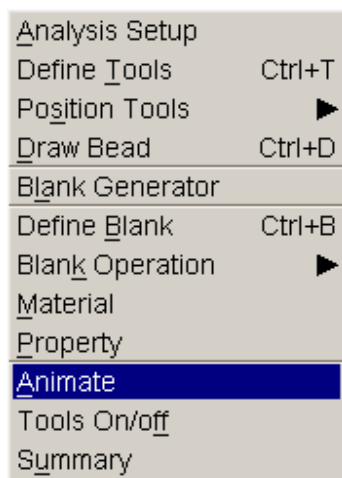 Analysis Setup
Define Tools Ctrl+T
Position Tools
Draw Bead Ctrl+D
Blank Generator
Define Blank Ctrl+B
Blank Operation
Material
Property
Animate
Tools On/off
Summary